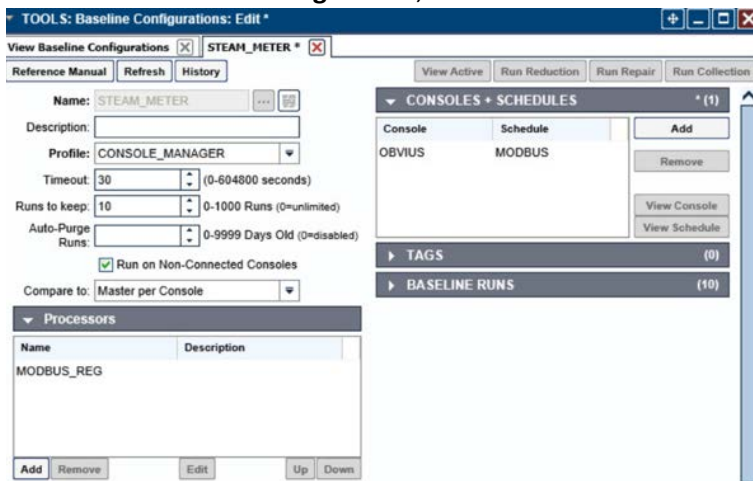 TOOLS: Baseline Configurations: Edit *
View Baseline Configurations STEAM_METER *
Reference Manual Refresh History View Active Run Reduction Run Repair Run Collection
Name: STEAM_METER ...
Description:
Profile: CONSOLE_MANAGER
Timeout: 30 (0-604800 seconds)
Runs to keep: 10 0-1000 Runs (0=unlimited)
Auto-Purge Runs: 0-9999 Days Old (0=disabled)
Run on Non-Connected Consoles
Compare to: Master per Console
Processors
Name Description
MODBUS_REG
Add Remove Edit Up Down
CONSOLES + SCHEDULES * (1)
Console Schedule Add
OBVIUS MODBUS
Remove
View Console
View Schedule
TAGS (0)
BASELINE RUNS (10)